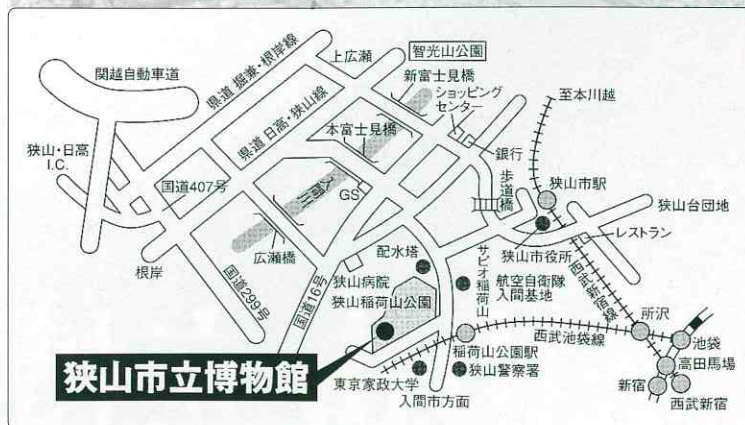 関越自動車道
県道 掘兼・根岸線
上広瀬
智光山公園
新富士見橋
ショッピング
センター
至本川越
県道 日高・狭山線
本富士見橋
銀行
狭山・日高
I.C.
国道407号
入間川
GS
歩道橋
狭山市駅
狭山台団地
レストラン
狭山市役所
根岸
国道299号
広瀬橋
国道16号
配水塔
狭山病院
狭山稲荷山公園
サビオ稲荷山
航空自衛隊
入間基地
西武新宿線
所沢
池袋
西武池袋線
稲荷山公園駅
高田馬場
狭山市立博物館
東京家政大学
狭山警察署
新宿
西武新宿
入間市方面